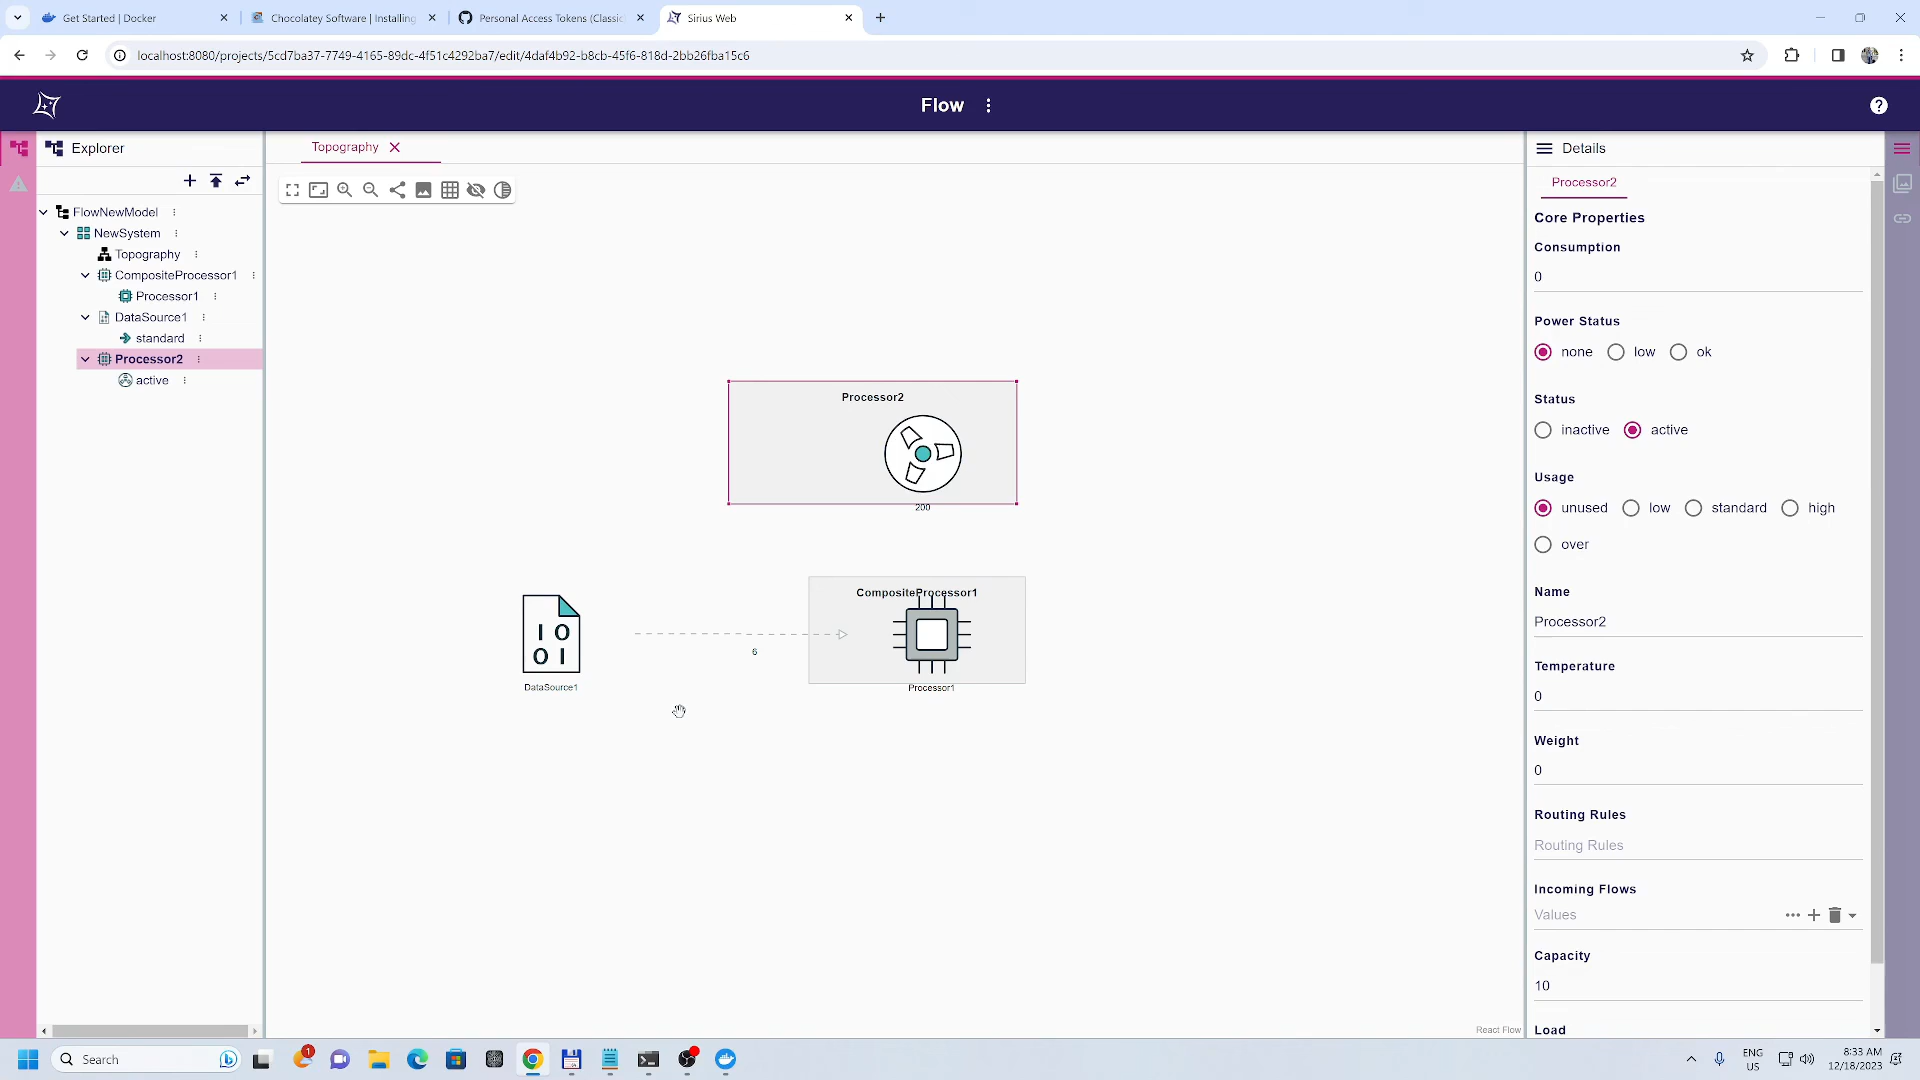 Get Started | Docker
Chocolatey Software | Installing
Personal Access Tokens (Classic
Sirius Web
localhost:8080/projects/5cd7ba37-7749-4165-89dc-4f51c4292ba7/edit/4daf4b92-b8cb-45f6-818d-2bb26fba15c6
Flow
Explorer
FlowNewModel
NewSystem
Topography
CompositeProcessor1
Processor1
DataSource1
standard
Processor2
active
Topography
Processor2
200
CompositeProcessor1
6
I O
O I
DataSource1
Processor1
React Flow
Details
Processor2
Core Properties
Consumption
0
Power Status
none low ok
Status
inactive active
Usage
unused low standard high
over
Name
Processor2
Temperature
0
Weight
0
Routing Rules
Routing Rules
Incoming Flows
Values
Capacity
10
Load
Search
1
ENG
US
8:33 AM
12/18/2023